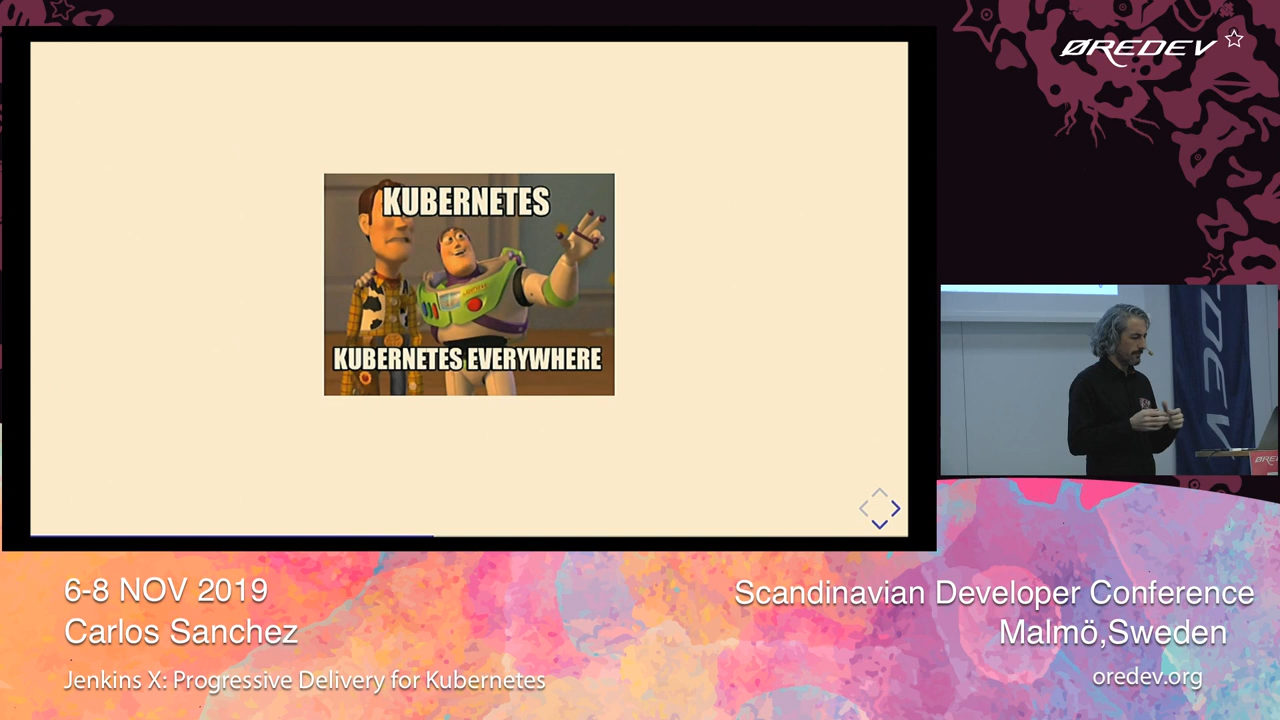 ØREDEV
KUBERNETES
KUBERNETES EVERYWHERE
6-8 NOV 2019
Carlos Sanchez
Jenkins X: Progressive Delivery for Kubernetes
Scandinavian Developer Conference
Malmö,Sweden
oredev.org